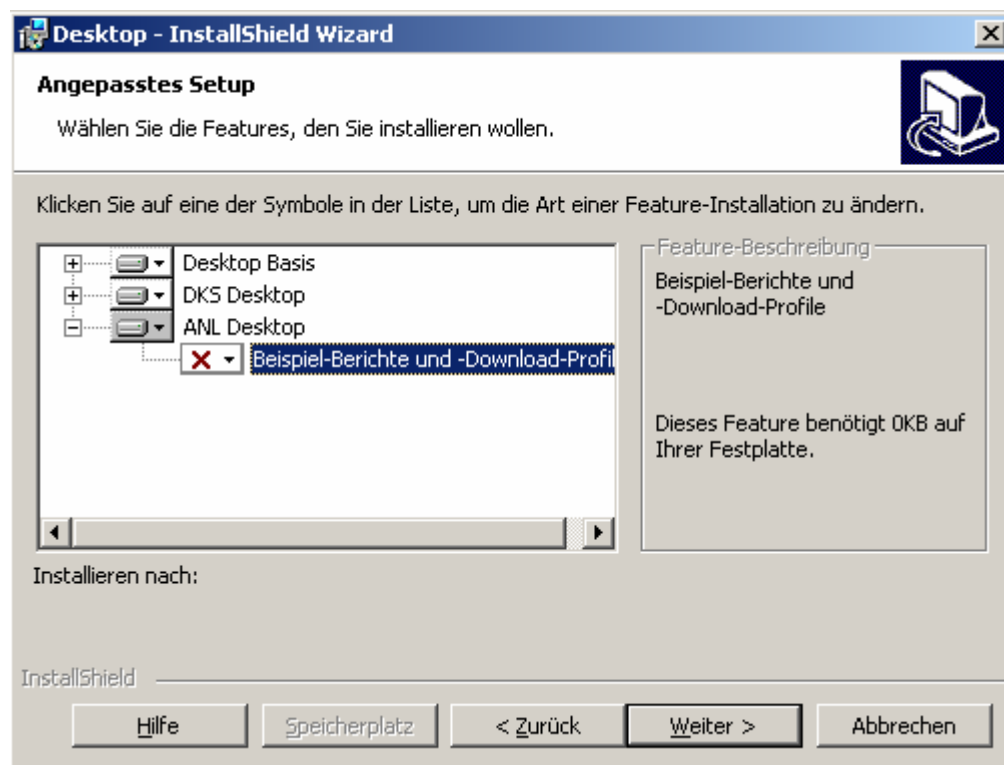 Desktop - InstallShield Wizard
Angepasstes Setup
Wählen Sie die Features, den Sie installieren wollen.
Klicken Sie auf eine der Symbole in der Liste, um die Art einer Feature-Installation zu ändern.
Desktop Basis
DKS Desktop
ANL Desktop
Beispiel-Berichte und -Download-Profil
Feature-Beschreibung
Beispiel-Berichte und
-Download-Profile
Dieses Feature benötigt 0KB auf
Ihrer Festplatte.
Installieren nach:
InstallShield
Hilfe
Speicherplatz
< Zurück
Weiter >
Abbrechen